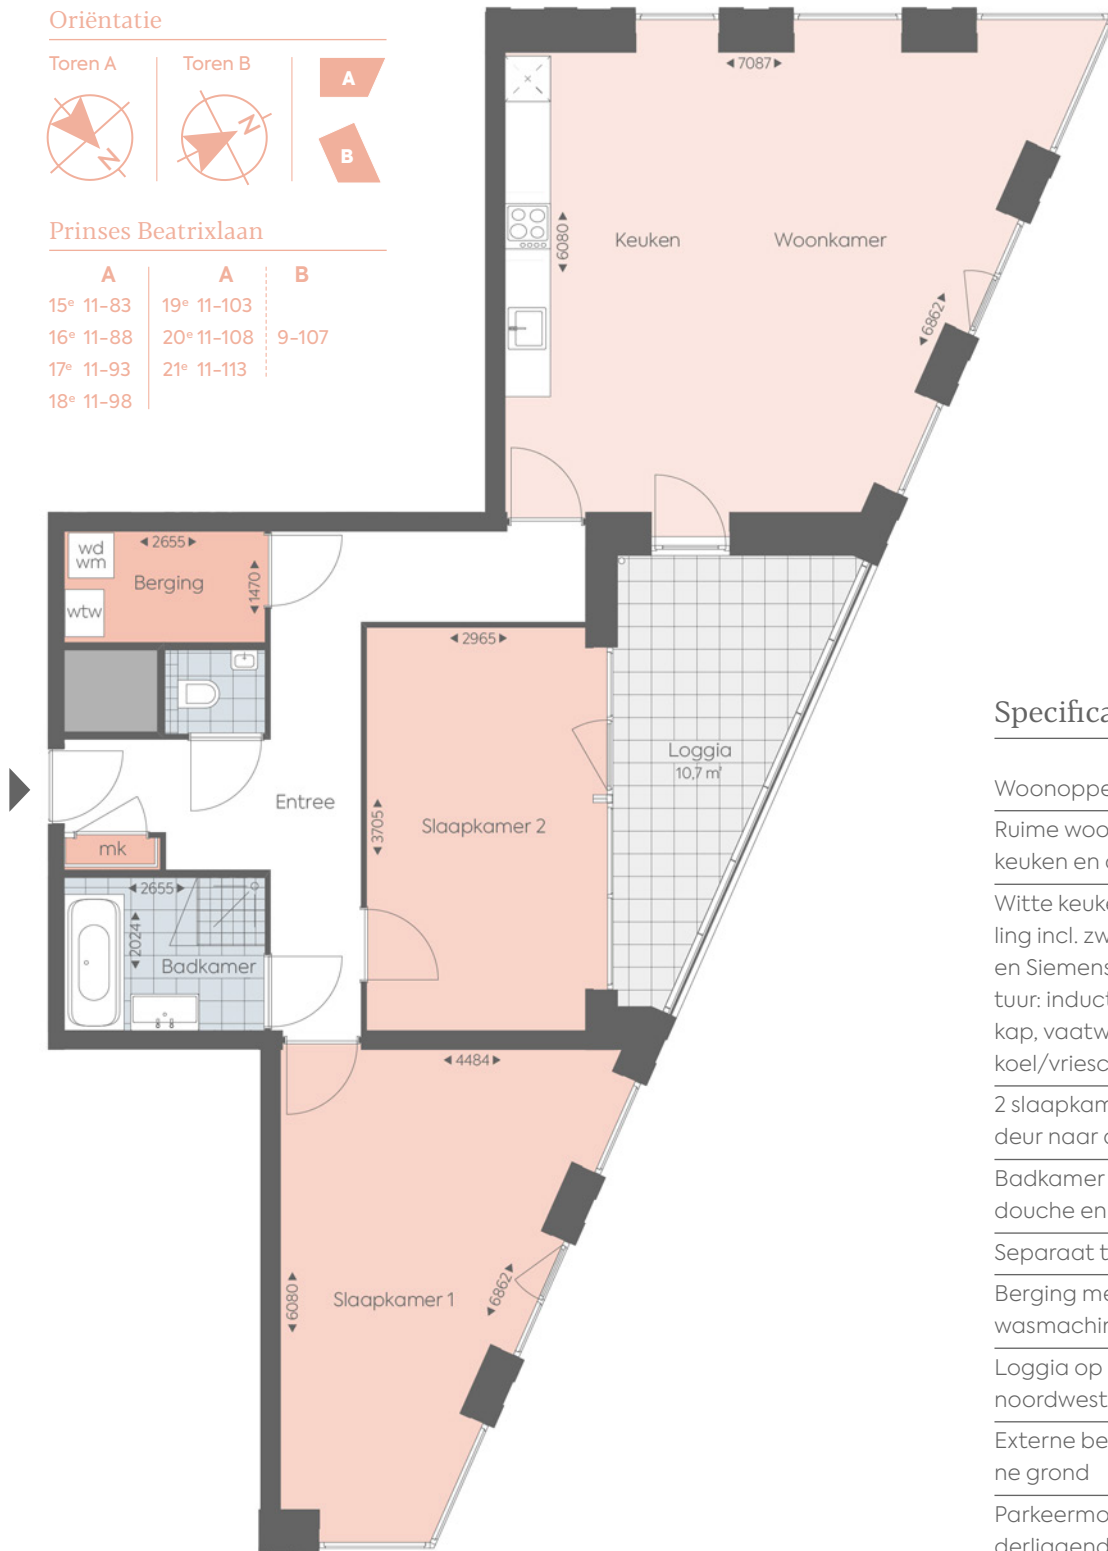 Oriëntatie
Toren A
Toren B
A
B
N
N
Prinses Beatrixlaan
A A B
15e 11-83 19e 11-103
16e 11-88 20e 11-108 9-107
17e 11-93 21e 11-113
18e 11-98
7087
6080
Keuken
Woonkamer
6862
wd
wm
2655
Berging
1470
wtw
2965
Loggia
10,7 m²
Entree
3705
Slaapkamer 2
mk
2655
2024
Badkamer
4484
6080
Slaapkamer 1
6862
Specifica
Woonoppe
Ruime woo
keuken en
Witte keuke
ling incl. zw
en Siemens
tuur: induct
kap, vaatw
koel/vriesc
2 slaapkam
deur naar
Badkamer
douche en
Separaat t
Berging me
wasmachin
Loggia op
noordwest
Externe be
ne grond
Parkeermo
derliggend